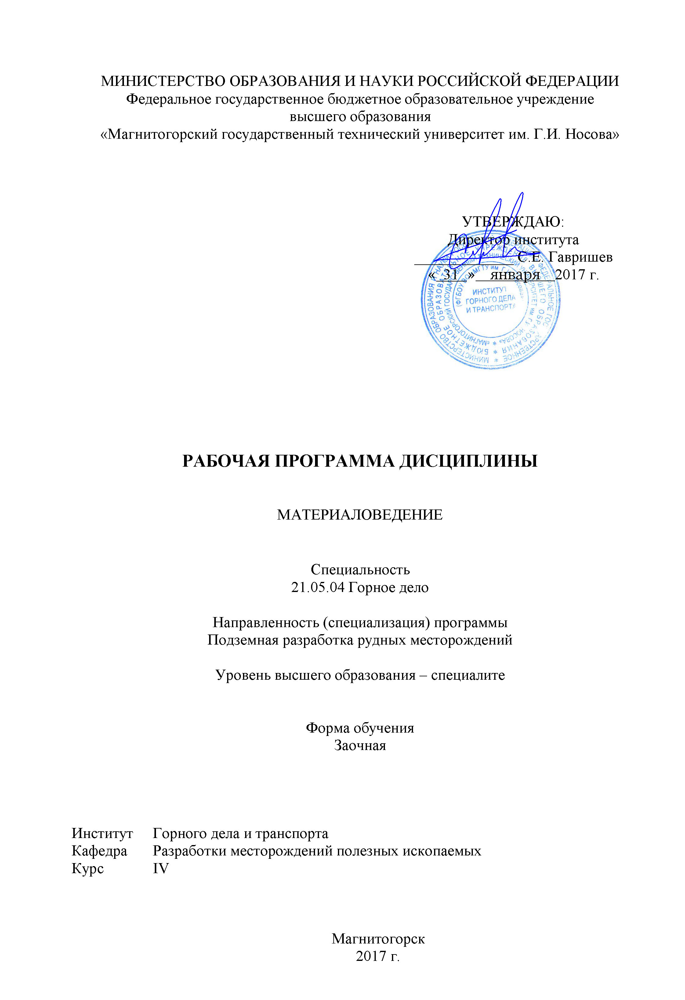 МИНИСТЕРСТВО ОБРАЗОВАНИЯ И НАУКИ РОССИЙСКОЙ ФЕДЕРАЦИИ
Федеральное государственное бюджетное образовательное учреждение
высшего образования
«Магнитогорский государственный технический университет им. Г.И. Носова»
УТВЕРЖДАЮ:
Директор института
С.Е. Гавришев
«31» января 2017 г.
ИНСТИТУТ
ГОРНОГО ДЕЛА
И ТРАНСПОРТА
РАБОЧАЯ ПРОГРАММА ДИСЦИПЛИНЫ
МАТЕРИАЛОВЕДЕНИЕ
Специальность
21.05.04 Горное дело
Направленность (специализация) программы
Подземная разработка рудных месторождений
Уровень высшего образования – специалите
Форма обучения
Заочная
Институт Горного дела и транспорта
Кафедра Разработки месторождений полезных ископаемых
Курс IV
Магнитогорск
2017 г.